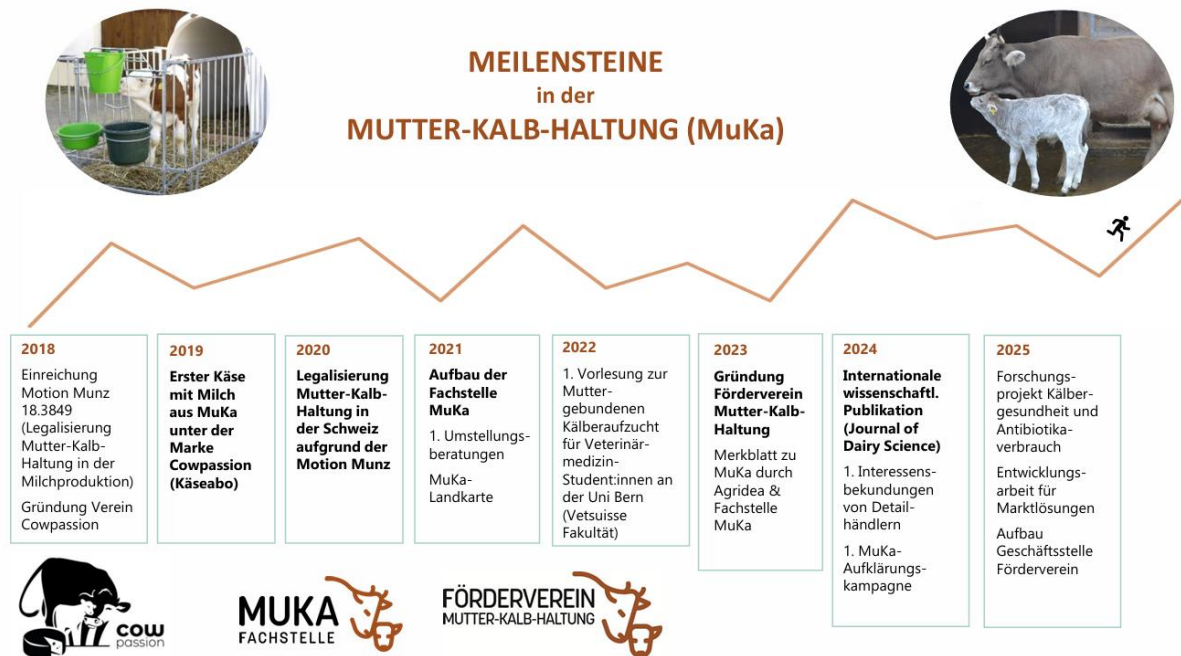 MEILENSTEINE
in der
MUTTER-KALB-HALTUNG (MuKa)
2018
Einreichung
Motion Munz
18.3849
(Legalisierung
Mutter-Kalb-
Haltung in der
Milchproduktion)
Gründung Verein
Cowpassion
2019
Erster Käse
mit Milch
aus MuKa
unter der
Marke
Cowpassion
(Käseabo)
2020
Legalisierung
Mutter-Kalb-
Haltung in
der Schweiz
aufgrund der
Motion Munz
2021
Aufbau der
Fachstelle
MuKa
1. Umstellungs-
beratungen
MuKa-
Landkarte
2022
1. Vorlesung zur
Mutter-
gebundenen
Kälberaufzucht
für Veterinär-
medizin-
Student:innen an
der Uni Bern
(Vetsuisse
Fakultät)
2023
Gründung
Förderverein
Mutter-Kalb-
Haltung
Merkblatt zu
MuKa durch
Agridea &
Fachstelle
MuKa
2024
Internationale
wissenschaftl.
Publikation
(Journal of
Dairy Science)
1. Interessens-
bekundungen
von Detail-
händlern
1. MuKa-
Aufklärungs-
kampagne
2025
Forschungs-
projekt Kälber-
gesundheit und
Antibiotika-
verbrauch
Entwicklungs-
arbeit für
Marktlösungen
Aufbau
Geschäftsstelle
Förderverein
cow
passion
MUKA
FACHSTELLE
FÖRDERVEREIN
MUTTER-KALB-HALTUNG